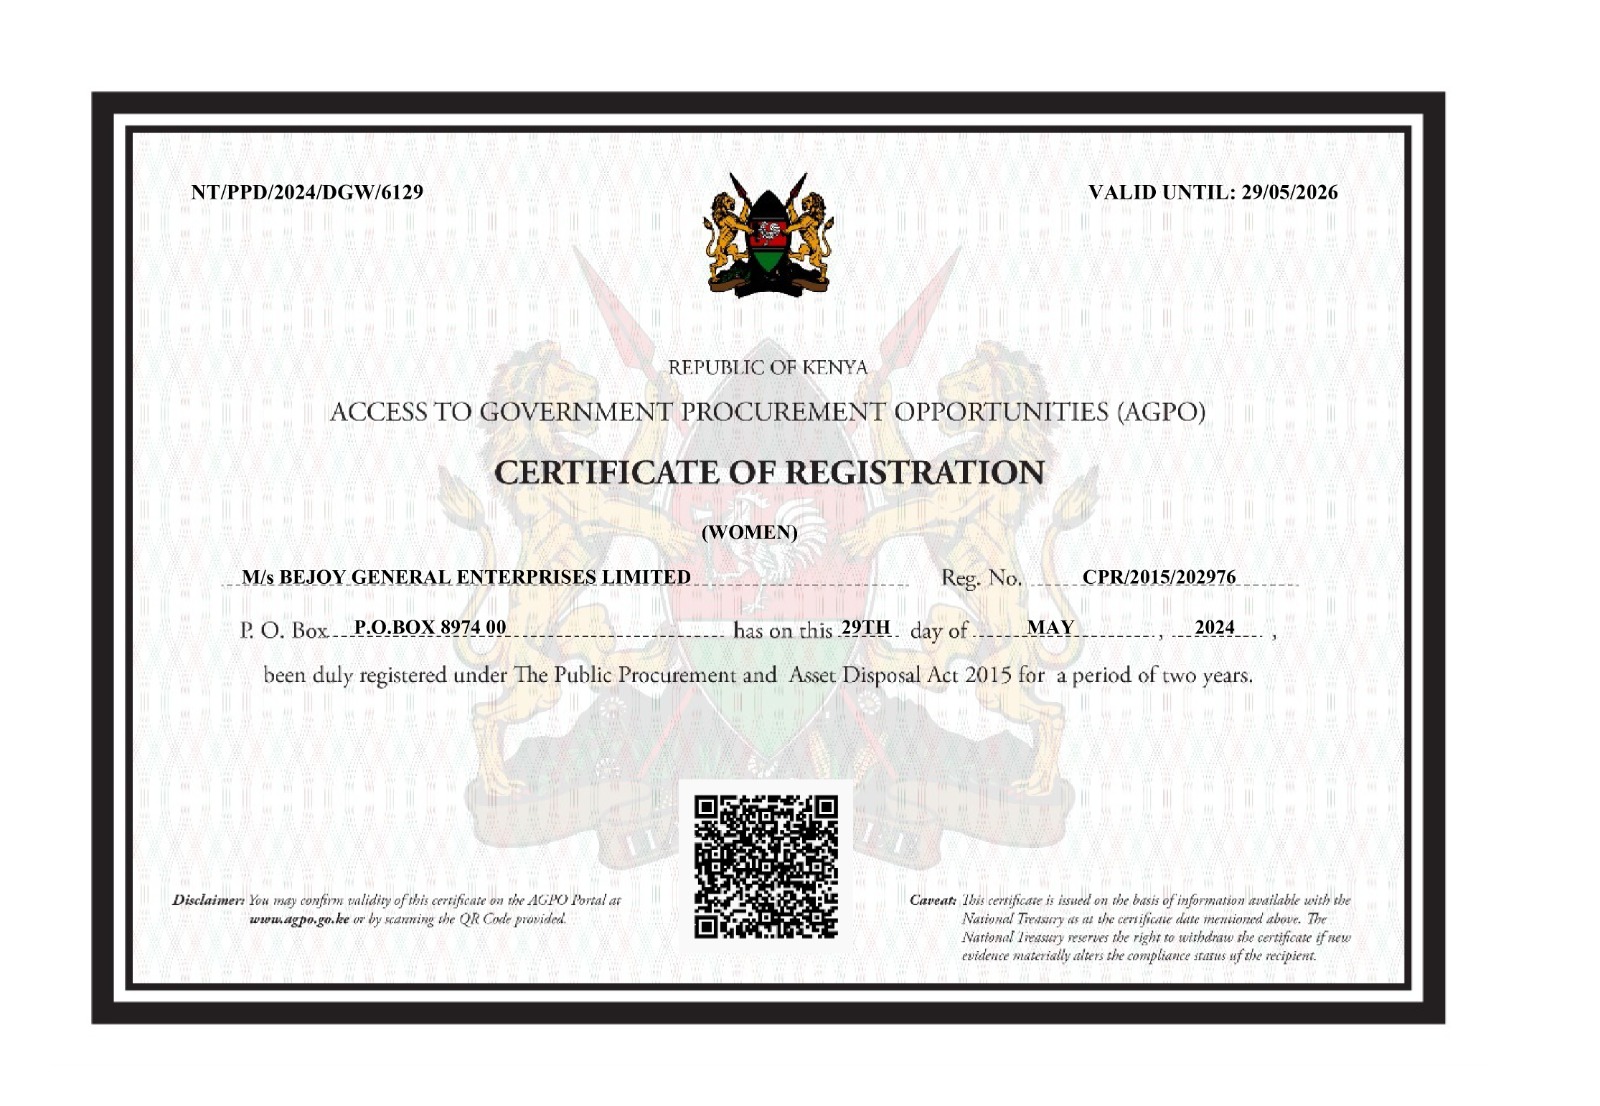 NT/PPD/2024/DGW/6129
VALID UNTIL: 29/05/2026
REPUBLIC OF KENYA
ACCESS TO GOVERNMENT PROCUREMENT OPPORTUNITIES (AGPO)
CERTIFICATE OF REGISTRATION
(WOMEN)
M/s BEJOY GENERAL ENTERPRISES LIMITED Reg. No. CPR/2015/202976
P. O. Box P.O.BOX 8974 00 has on this 29TH day of MAY, 2024,
been duly registered under The Public Procurement and Asset Disposal Act 2015 for a period of two years.
Disclaimer: You may confirm validity of this certificate on the AGPO Portal at
www.agpo.go.ke or by scanning the QR Code provided.
Caveat: This certificate is issued on the basis of information available with the
National Treasury as at the certificate date mentioned above. The
National Treasury reserves the right to withdraw the certificate if new
evidence materially alters the compliance status of the recipient.